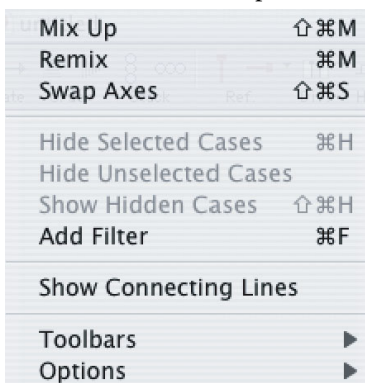 Mix Up ⇧⌘M
Remix ⌘M
Swap Axes ⇧⌘S
Hide Selected Cases ⌘H
Hide Unselected Cases
Show Hidden Cases ⇧⌘H
Add Filter ⌘F
Show Connecting Lines
Toolbars ▶
Options ▶